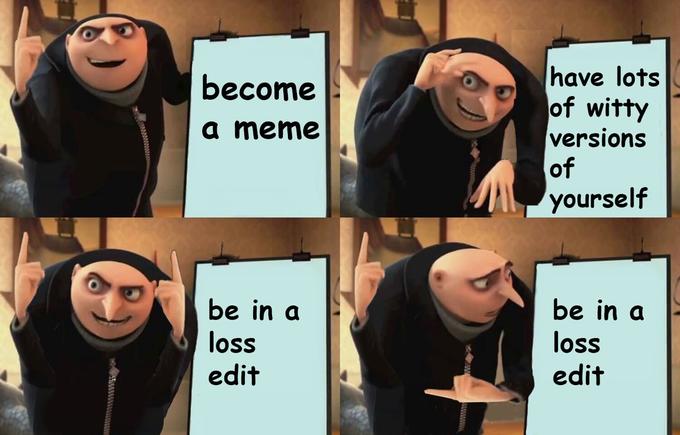 become
a meme
have lots
of witty
versions
of
yourself
be in a
loss
edit
be in a
loss
edit